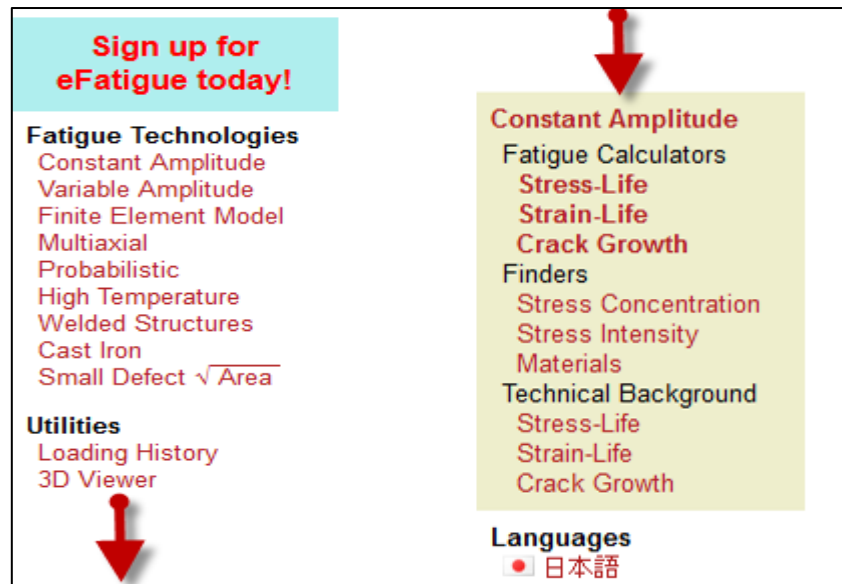 Sign up for
eFatigue today!
Fatigue Technologies
Constant Amplitude
Variable Amplitude
Finite Element Model
Multiaxial
Probabilistic
High Temperature
Welded Structures
Cast Iron
Small Defect √Area
Utilities
Loading History
3D Viewer
Constant Amplitude
Fatigue Calculators
Stress-Life
Strain-Life
Crack Growth
Finders
Stress Concentration
Stress Intensity
Materials
Technical Background
Stress-Life
Strain-Life
Crack Growth
Languages
日本語